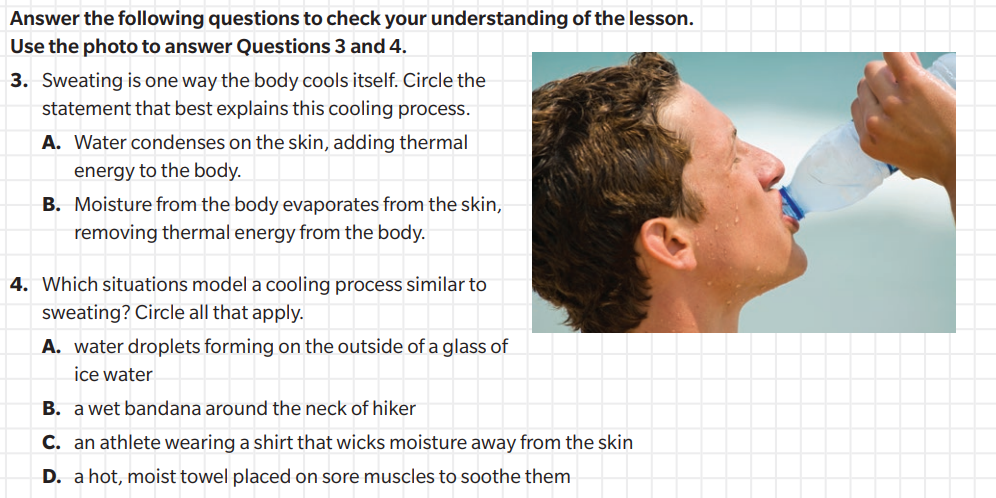 Answer the following questions to check your understanding of the lesson.
Use the photo to answer Questions 3 and 4.
3. Sweating is one way the body cools itself. Circle the
statement that best explains this cooling process.
A. Water condenses on the skin, adding thermal
energy to the body.
B. Moisture from the body evaporates from the skin,
removing thermal energy from the body.
4. Which situations model a cooling process similar to
sweating? Circle all that apply.
A. water droplets forming on the outside of a glass of
ice water
B. a wet bandana around the neck of hiker
C. an athlete wearing a shirt that wicks moisture away from the skin
D. a hot, moist towel placed on sore muscles to soothe them